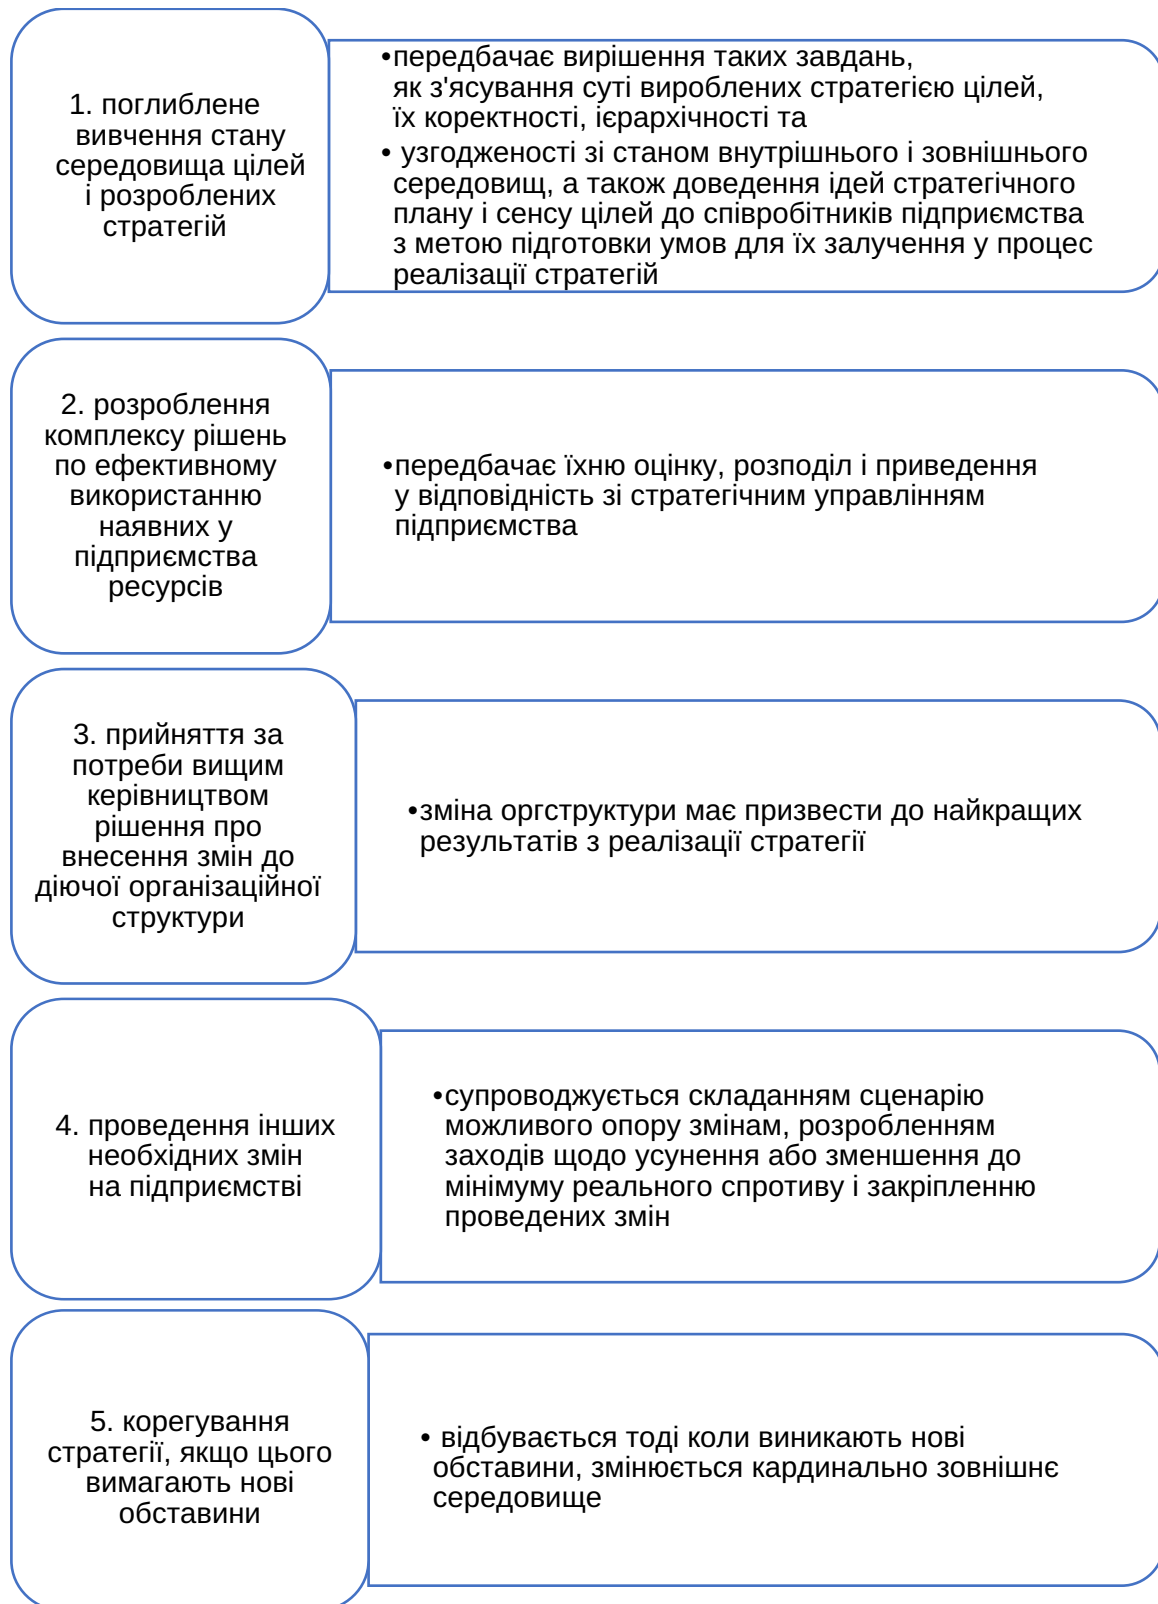 1. поглиблене
вивчення стану
середовища цілей
і розроблених
стратегій
•передбачає вирішення таких завдань,
як з'ясування суті вироблених стратегією цілей,
їх коректності, ієрархічності та
• узгодженості зі станом внутрішнього і зовнішнього
середовищ, а також доведення ідей стратегічного
плану і сенсу цілей до співробітників підприємства
з метою підготовки умов для їх залучення у процес
реалізації стратегій
2. розроблення
комплексу рішень
по ефективному
використанню
наявних у
підприємства
ресурсів
•передбачає їхню оцінку, розподіл і приведення
у відповідність зі стратегічним управлінням
підприємства
3. прийняття за
потреби вищим
керівництвом
рішення про
внесення змін до
діючої організаційної
структури
•зміна оргструктури має призвести до найкращих
результатів з реалізації стратегії
4. проведення інших
необхідних змін
на підприємстві
•супроводжується складанням сценарію
можливого опору змінам, розробленням
заходів щодо усунення або зменшення до
мінімуму реального спротиву і закріпленню
проведених змін
5. корегування
стратегії, якщо цього
вимагають нові
обставини
• відбувається тоді коли виникають нові
обставини, змінюється кардинально зовнішнє
середовище